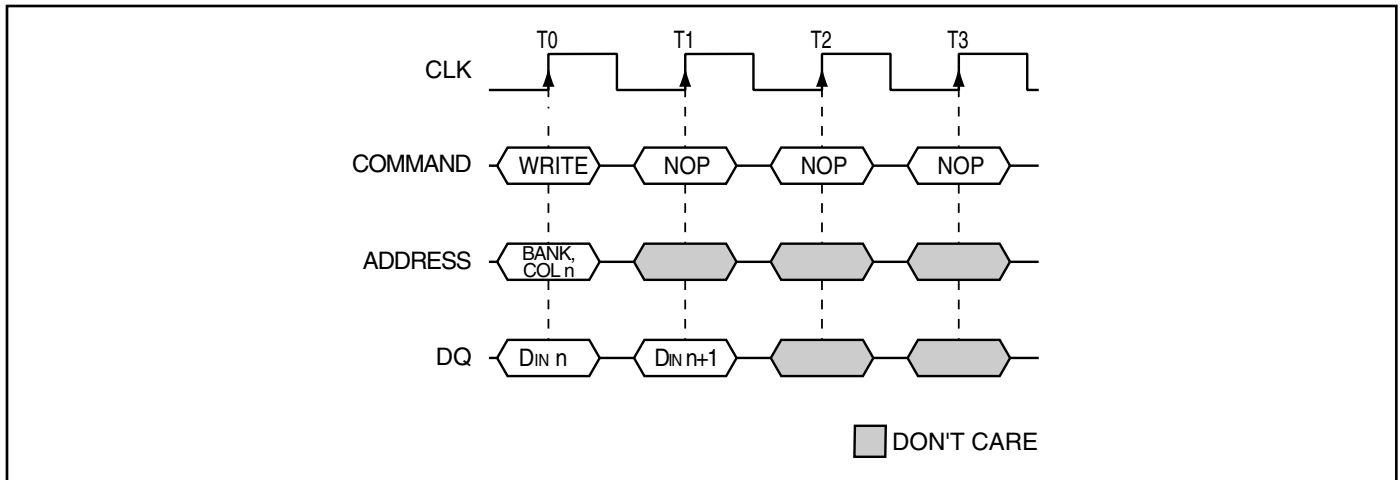 T0 T1 T2 T3
CLK
COMMAND WRITE NOP NOP NOP
ADDRESS BANK,
COL n
DQ DIN n DIN n+1
DON'T CARE